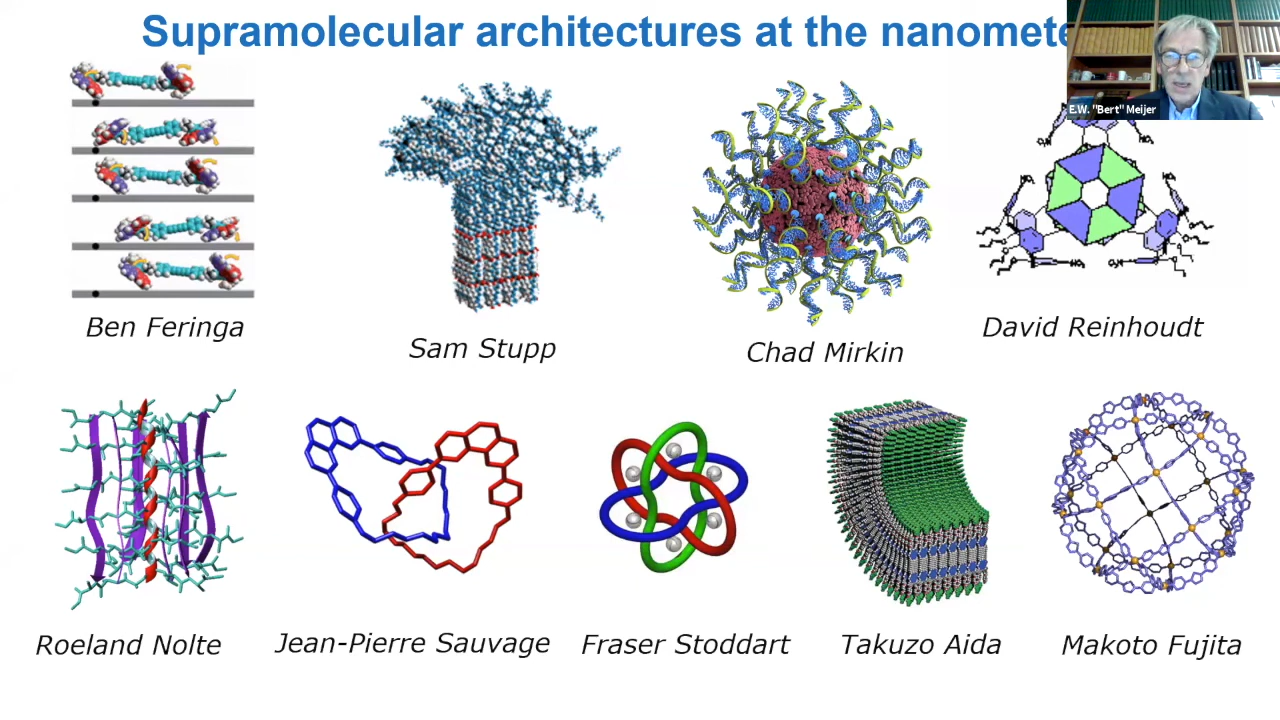 Supramolecular architectures at the nanomete
E.W. "Bert" Meijer
Ben Feringa
Sam Stupp
Chad Mirkin
David Reinhoudt
Roeland Nolte
Jean-Pierre Sauvage
Fraser Stoddart
Takuzo Aida
Makoto Fujita